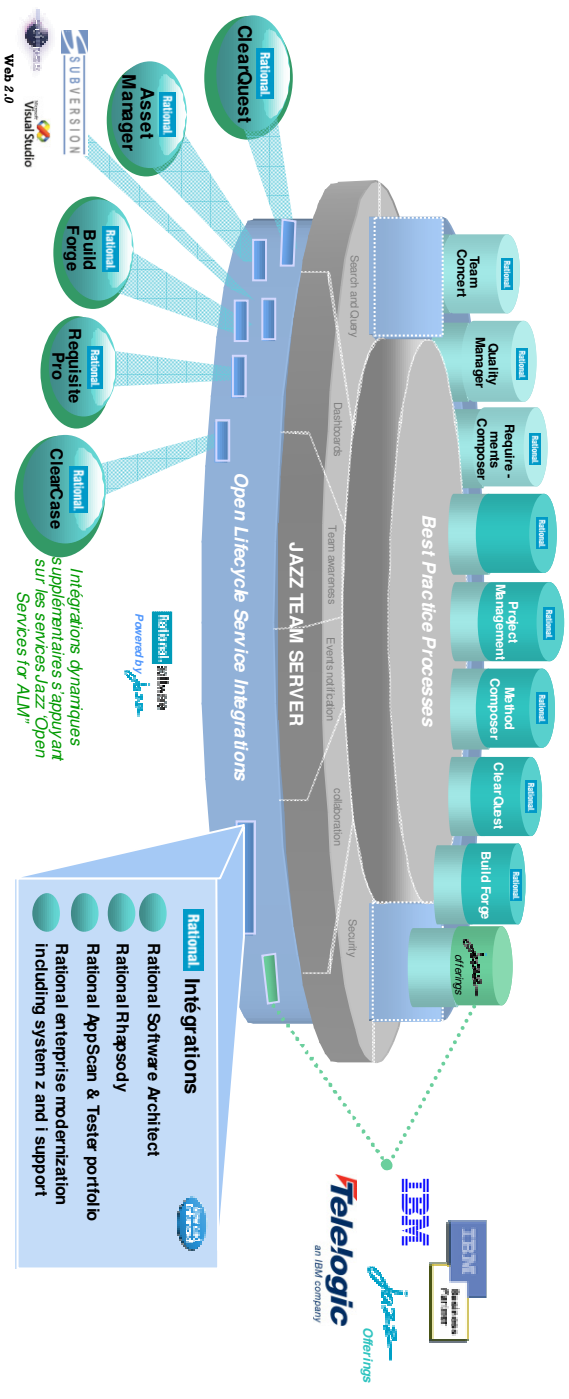 Rational.
Team
Concert
Rational.
Quality
Manager
Rational.
Require-
ments
Composer
Rational.
Rational.
Project
Management
Rational.
Method
Composer
Rational.
ClearQuest
Rational.
Build Forge
Jazz
offerings
Best Practice Processes
Search and Query
Dashboards
Team awareness
Events notification
collaboration
Security
JAZZ TEAM SERVER
Open Lifecycle Service Integrations
Rational.
ClearQuest
Rational.
Asset
Manager
SUBVERSION
Microsoft
Visual Studio
Web 2.0
Rational.
Build
Forge
Rational.
Requisite
Pro
Rational.
ClearCase
Intégrations dynamiques
supplémentaires s'appuyant
sur les services Jazz "Open
Services for ALM"
Rational. software
Powered by Jazz
Rational. Intégrations
Rational Software Architect
Rational Rhapsody
Rational AppScan & Tester portfolio
Rational enterprise modernization
including system z and i support
IBM
Business
Partner
IBM
Jazz
Offerings
Telelogic
an IBM company